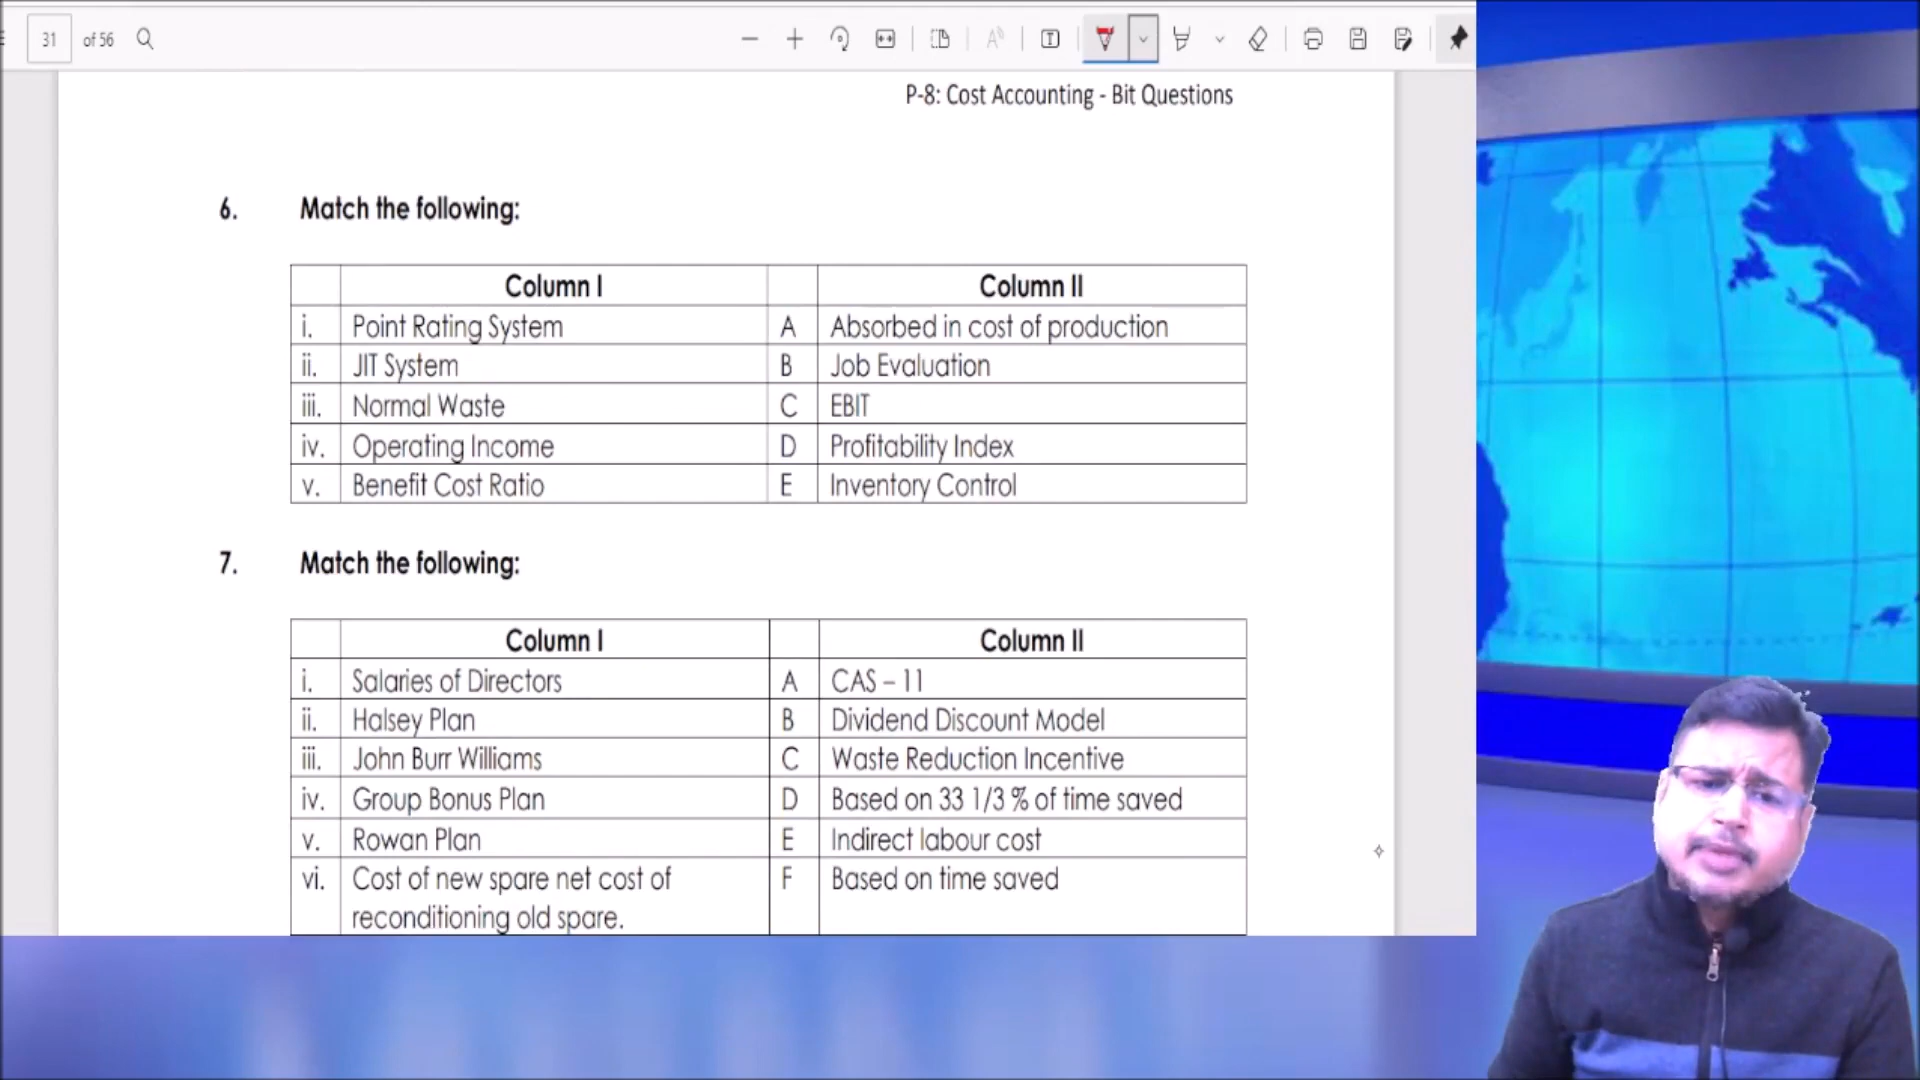 31 of 56
P-8: Cost Accounting - Bit Questions
6. Match the following:
Column I Column II
i. Point Rating System A Absorbed in cost of production
ii. JIT System B Job Evaluation
iii. Normal Waste C EBIT
iv. Operating Income D Profitability Index
v. Benefit Cost Ratio E Inventory Control
7. Match the following:
Column I Column II
i. Salaries of Directors A CAS – 11
ii. Halsey Plan B Dividend Discount Model
iii. John Burr Williams C Waste Reduction Incentive
iv. Group Bonus Plan D Based on 33 1/3 % of time saved
v. Rowan Plan E Indirect labour cost
vi. Cost of new spare net cost of F Based on time saved
reconditioning old spare.